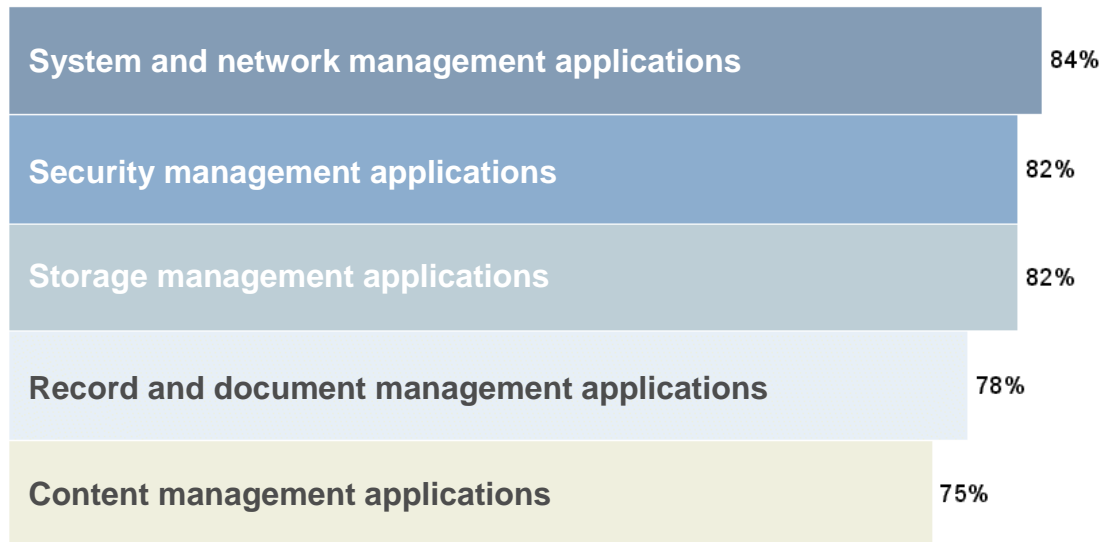 System and network management applications 84%
Security management applications 82%
Storage management applications 82%
Record and document management applications 78%
Content management applications 75%